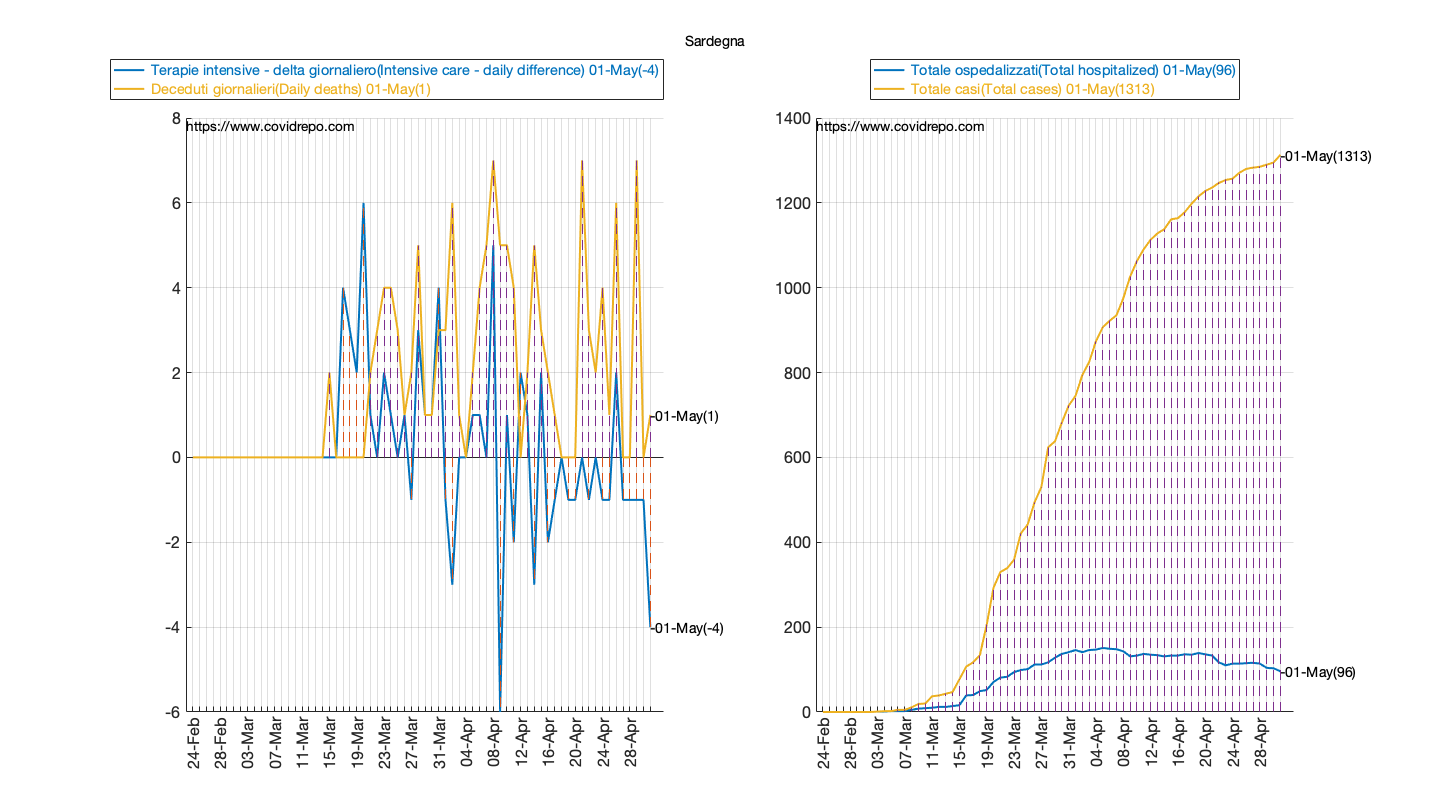 Sardegna
Terapie intensive - delta giornaliero(Intensive care - daily difference) 01-May(-4)
Deceduti giornalieri(Daily deaths) 01-May(1)
https://www.covidrepo.com
8
6
4
2
0
-2
-4
-6
-01-May(1)
-01-May(-4)
24-Feb
28-Feb
03-Mar
07-Mar
11-Mar
15-Mar
19-Mar
23-Mar
27-Mar
31-Mar
04-Apr
08-Apr
12-Apr
16-Apr
20-Apr
24-Apr
28-Apr
Totale ospedalizzati(Total hospitalized) 01-May(96)
Totale casi(Total cases) 01-May(1313)
https://www.covidrepo.com
1400
1200
1000
800
600
400
200
0
-01-May(1313)
-01-May(96)
24-Feb
28-Feb
03-Mar
07-Mar
11-Mar
15-Mar
19-Mar
23-Mar
27-Mar
31-Mar
04-Apr
08-Apr
12-Apr
16-Apr
20-Apr
24-Apr
28-Apr